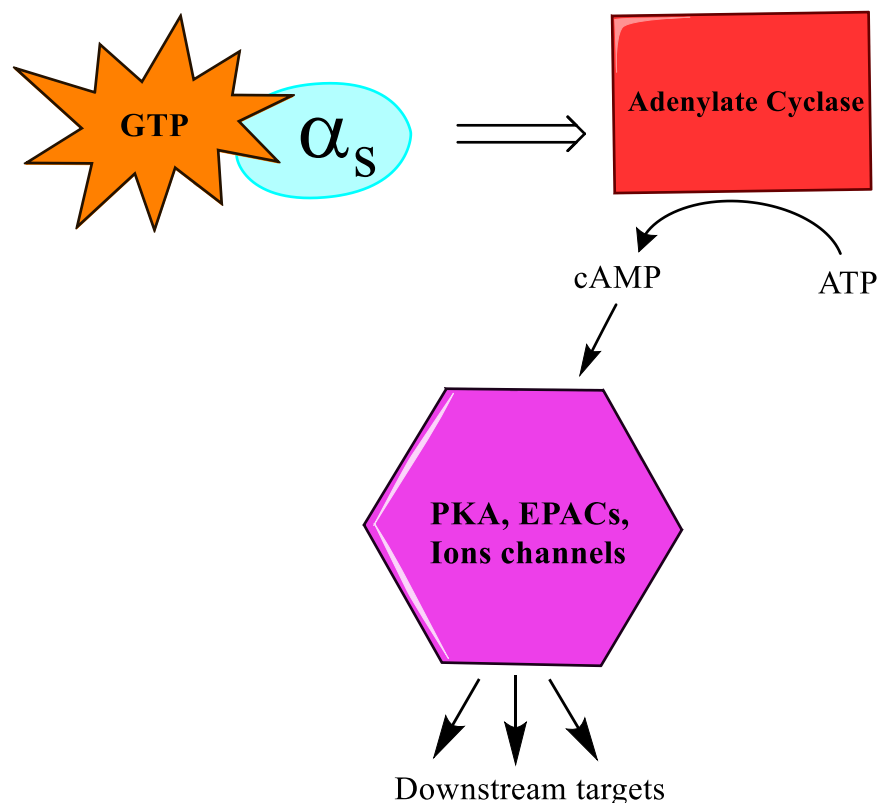 GTP
αs
Adenylate Cyclase
cAMP
ATP
PKA, EPACs,
Ions channels
Downstream targets